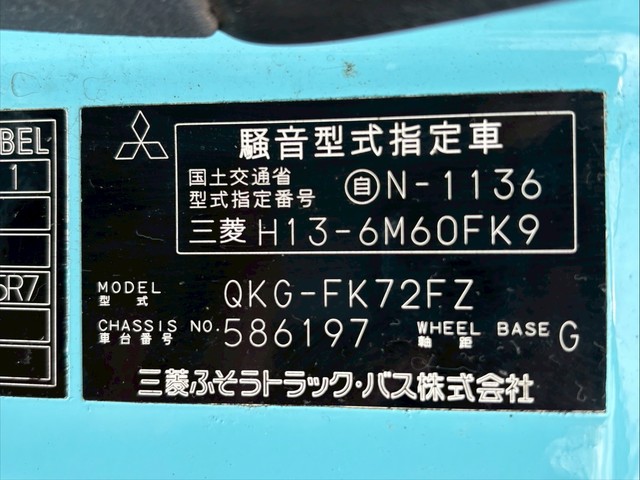 BEL
1
5R7
騒音型式指定車
国土交通省
型式指定番号 自N-1136
三菱 H13-6M60FK9
MODEL
型式 QKG-FK72FZ
CHASSIS NO. 586197 WHEEL BASE G
車台番号 軸距
三菱ふそうトラック・バス株式会社